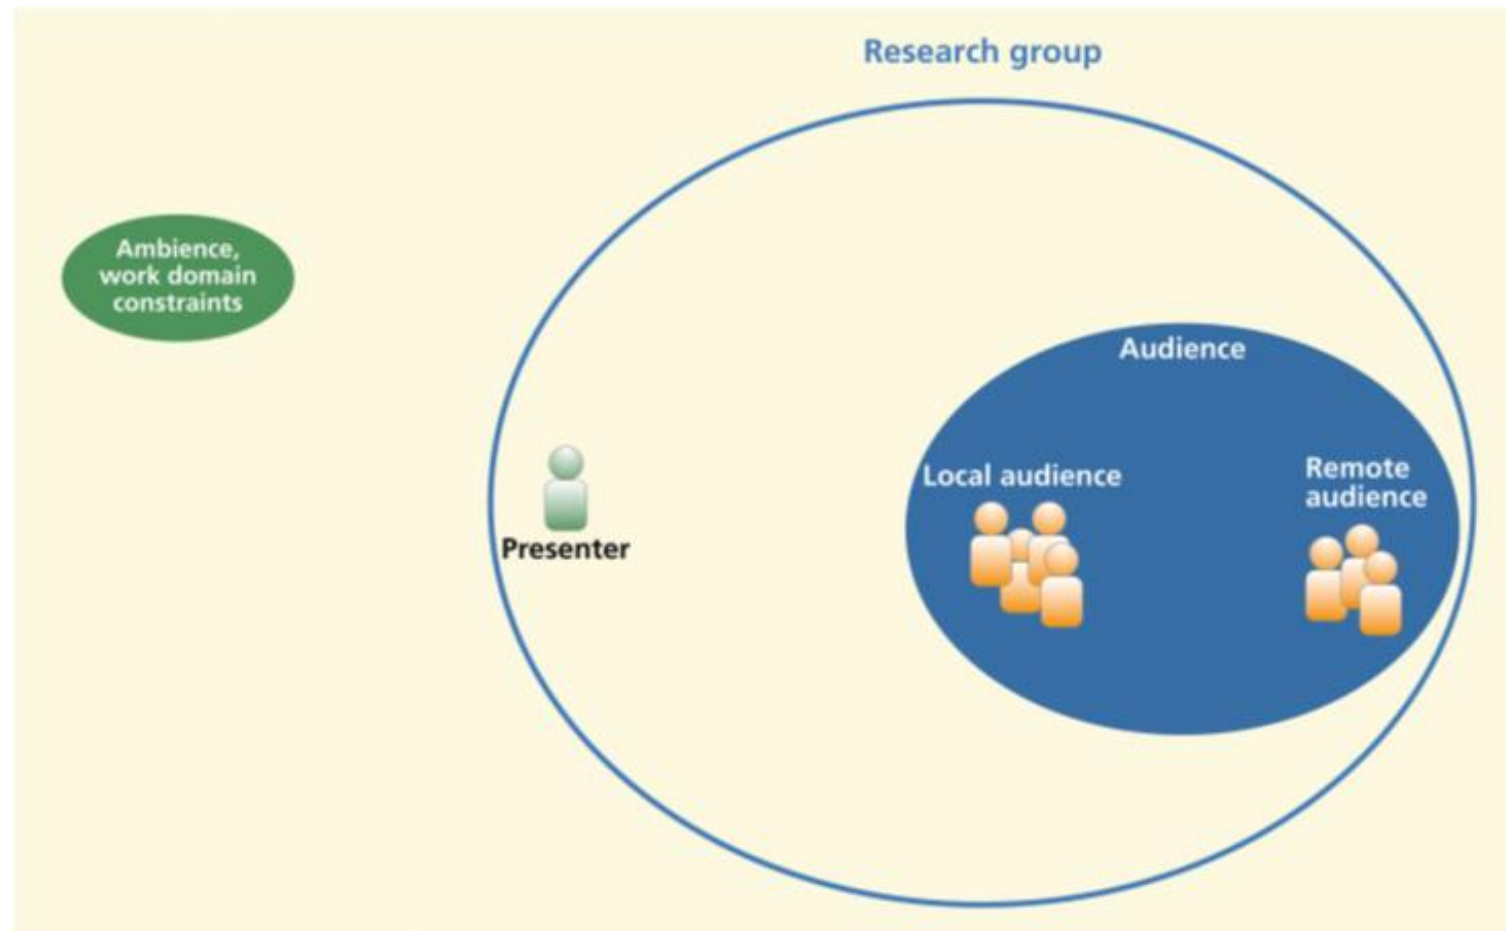 Research group
Ambience,
work domain
constraints
Audience
Local audience
Remote
audience
Presenter